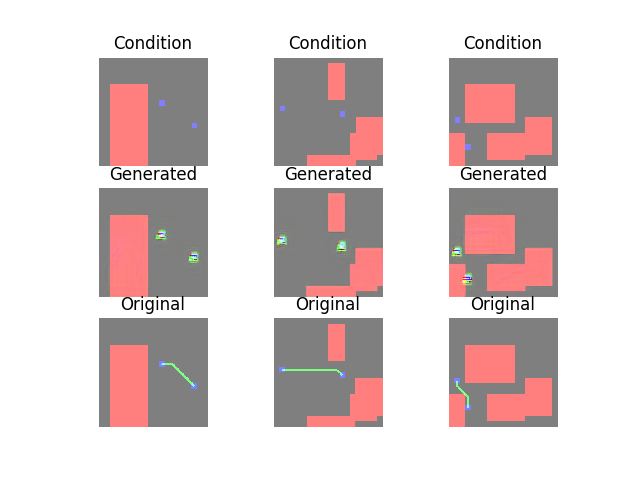 Condition Condition Condition
Generated Generated Generated
Original Original Original